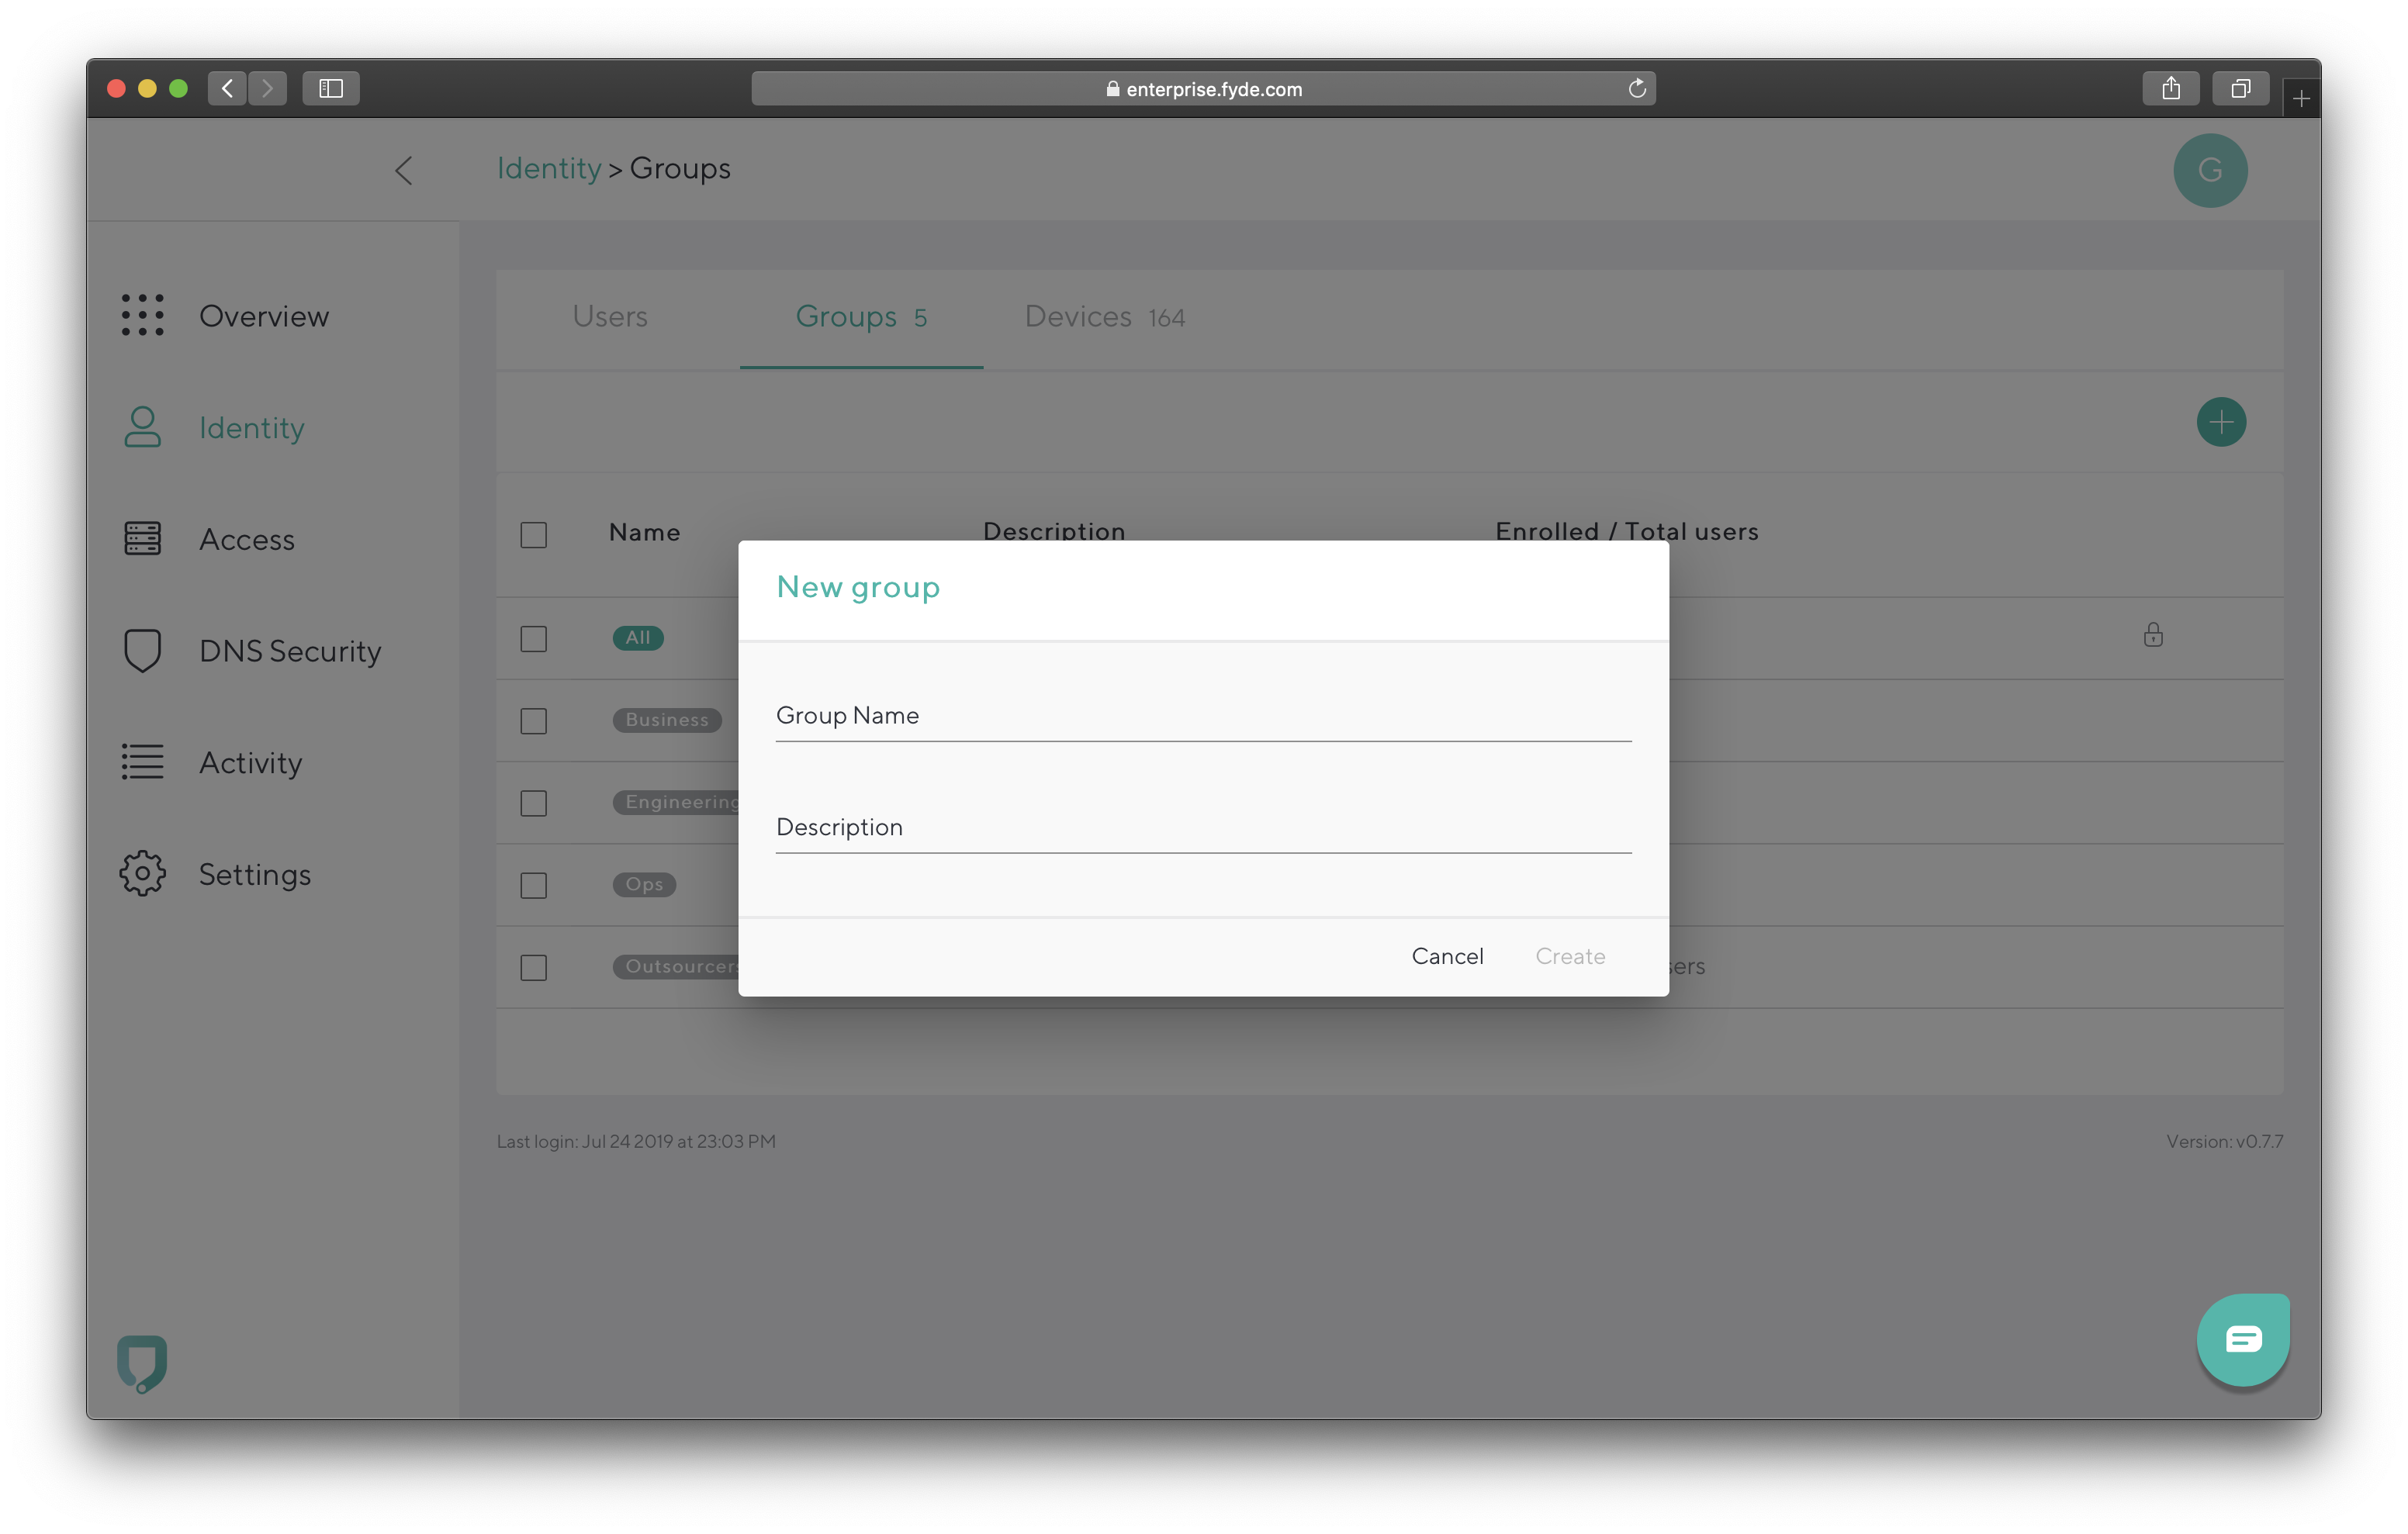 enterprise.fyde.com
Identity > Groups
G
Overview
Identity
Access
DNS Security
Activity
Settings
Users
Groups 5
Devices 164
Name
Description
Enrolled / Total users
All
Business
Engineering
Ops
Outsourcers
New group
Group Name
Description
Cancel
Create
Last login: Jul 24 2019 at 23:03 PM
Version: v0.7.7